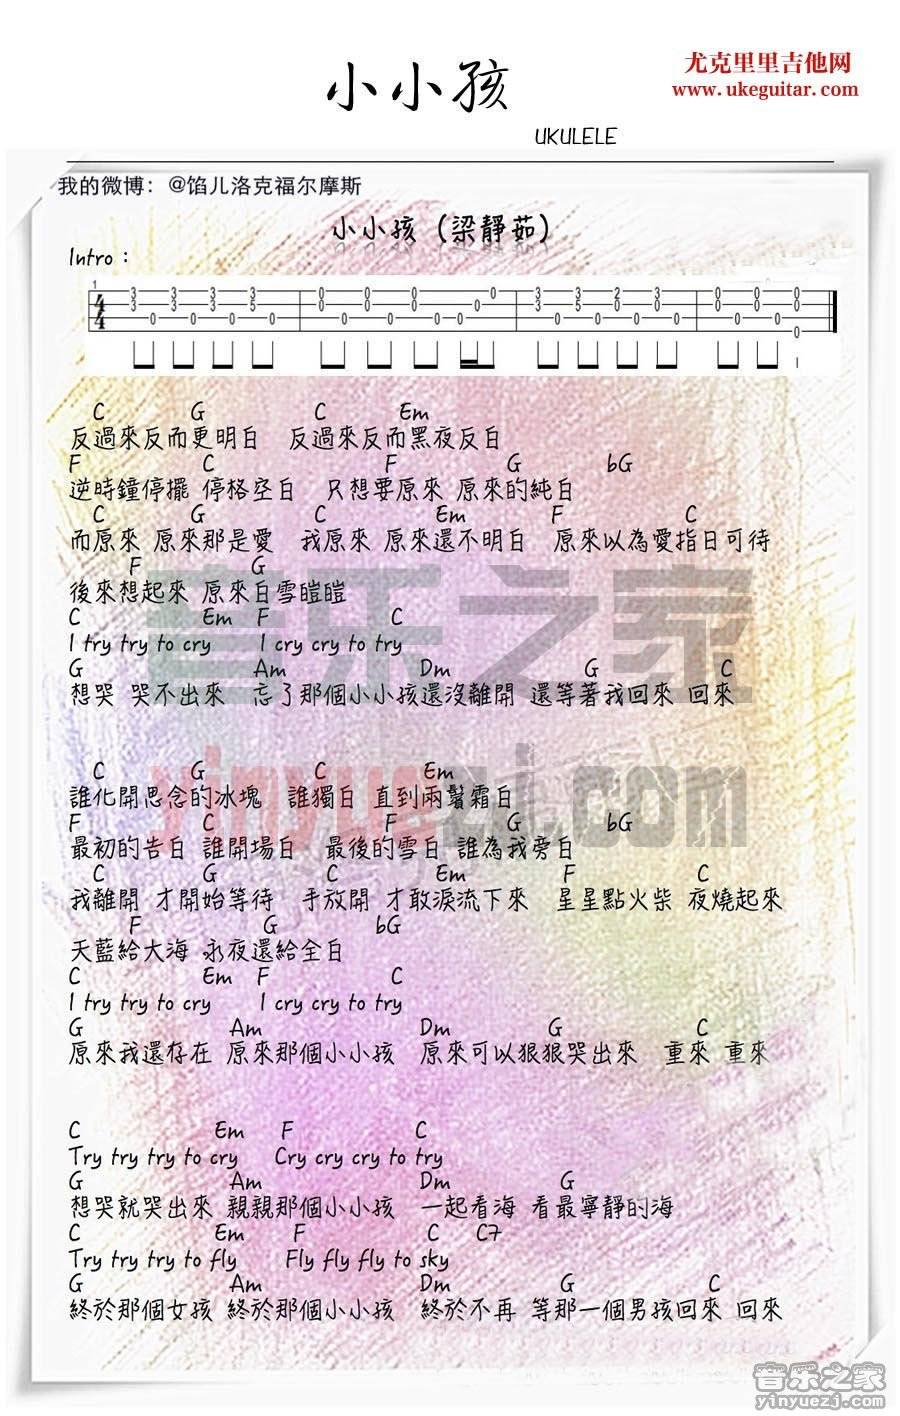 小小孩
尤克里里吉他网
www.ukeguitar.com
UKULELE
我的微博：@馅儿洛克福尔摩斯
小小孩（梁靜茹）
Intro：
1
4 4 3 3 3 3 0 0 0 0 3 3 2 3 0 0 0
3 3 3 5 0 0 0 3 5 0 0 0 0 0
0 0 0 0 0 0 0 0 0 0 0 0 0 0
0
C G C Em
反過來反而更明白 反過來反而黑夜反白
F C F G bG
逆時鐘停擺 停格空白 只想要原來 原來的純白
C G C Em F C
而原來 原來那是愛 我原來 原來還不明白 原來以為愛指日可待
F G
後來想起來 原來白雪皚皚
C Em F C
I try try to cry I cry cry to try
G Am Dm G C
想哭 哭不出來 忘了那個小小孩還沒離開 還等著我回來 回來
C G C Em
誰化開思念的冰塊 誰獨白 直到兩鬢霜白
F C F G bG
最初的告白 誰開場白 最後的雪白 誰為我旁白
C G C Em F C
我離開 才開始等待 手放開 才敢淚流下來 星星點火柴 夜燒起來
F G bG
天藍給大海 永夜還給全白
C Em F C
I try try to cry I cry cry to try
G Am Dm G C
原來我還存在 原來那個小小孩 原來可以狠狠哭出來 重來 重來
C Em F C
Try try try to cry Cry cry cry to try
G Am Dm G
想哭就哭出來 親親那個小小孩 一起看海 看最寧靜的海
C Em F C C7
Try try try to fly Fly fly fly to sky
G Am Dm G C
終於那個女孩 終於那個小小孩 終於不再 等那一個男孩回來 回來
音乐之家
yinyuezj.com
音乐之家
yinyuezj.com